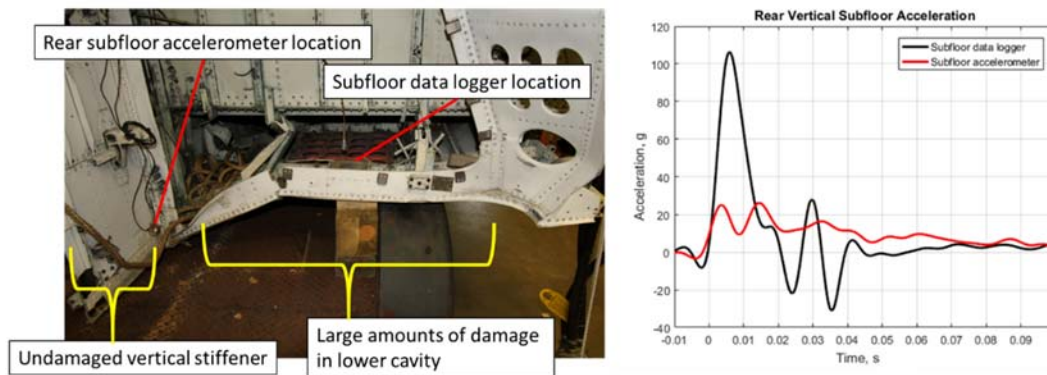 Rear subfloor accelerometer location
Subfloor data logger location
Undamaged vertical stiffener
Large amounts of damage
in lower cavity
Rear Vertical Subfloor Acceleration
Subfloor data logger
Subfloor accelerometer
Acceleration, g
120
100
80
60
40
20
0
-20
-40
-0.01 0 0.01 0.02 0.03 0.04 0.05 0.06 0.07 0.08 0.09
Time, s